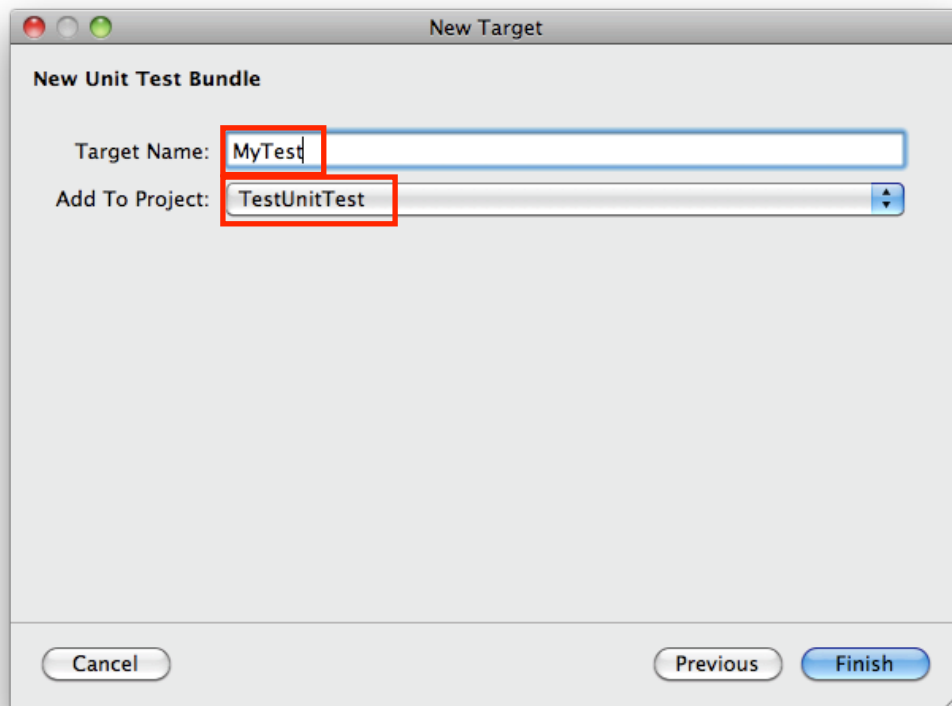 New Target
New Unit Test Bundle
Target Name: MyTest
Add To Project: TestUnitTest
Cancel Previous Finish